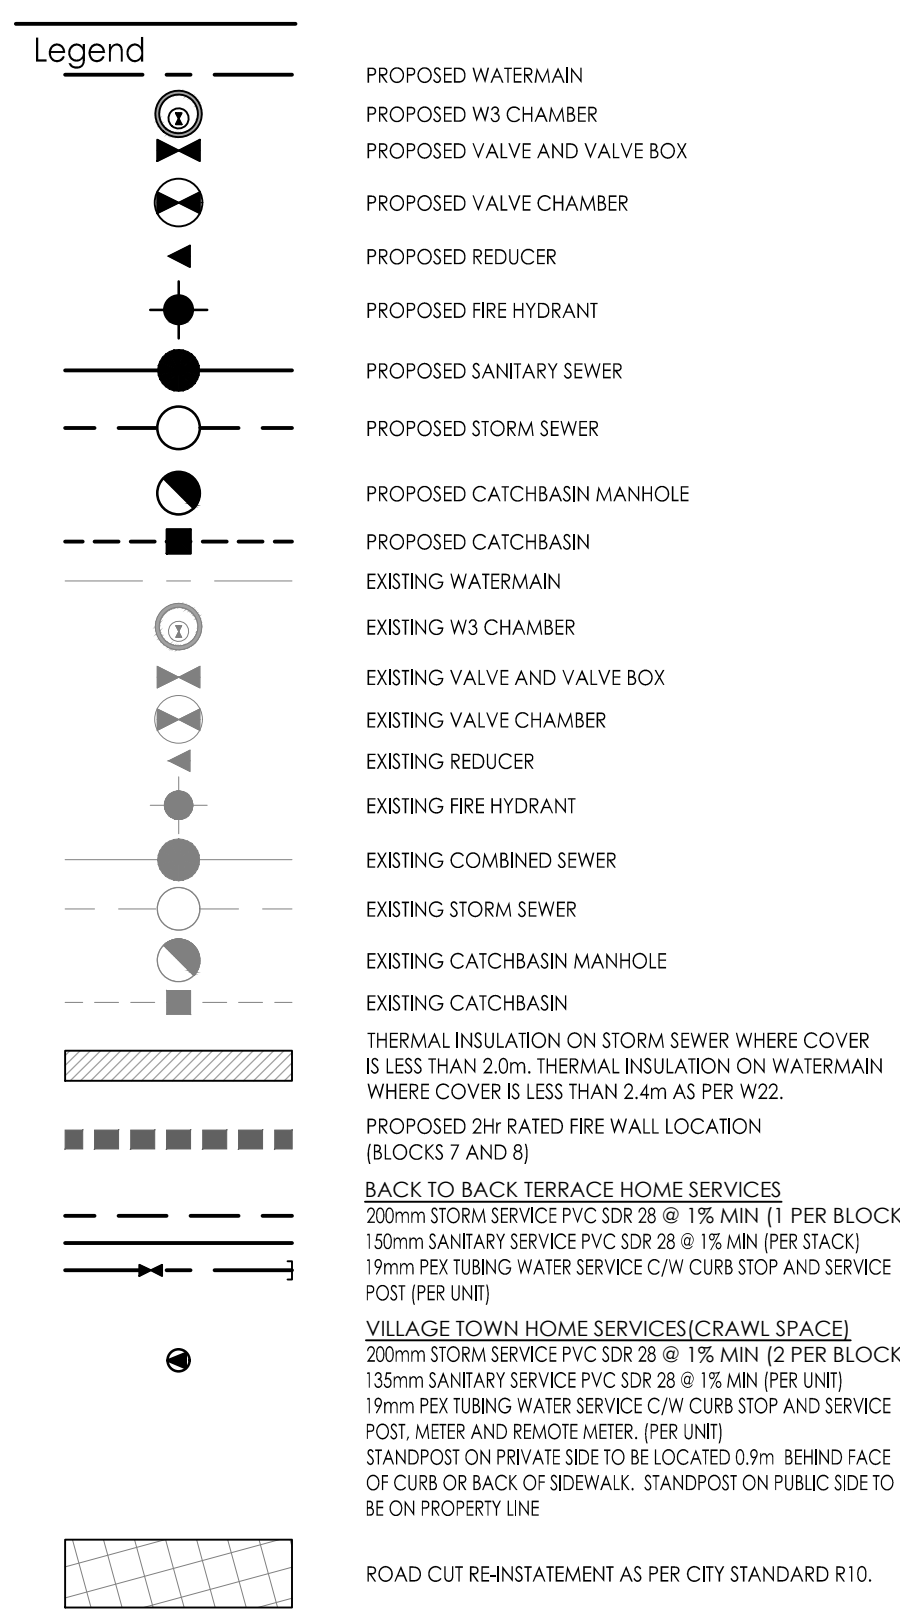 Legend
PROPOSED WATERMAIN
PROPOSED W3 CHAMBER
PROPOSED VALVE AND VALVE BOX
PROPOSED VALVE CHAMBER
PROPOSED REDUCER
PROPOSED FIRE HYDRANT
PROPOSED SANITARY SEWER
PROPOSED STORM SEWER
PROPOSED CATCHBASIN MANHOLE
PROPOSED CATCHBASIN
EXISTING WATERMAIN
EXISTING W3 CHAMBER
EXISTING VALVE AND VALVE BOX
EXISTING VALVE CHAMBER
EXISTING REDUCER
EXISTING FIRE HYDRANT
EXISTING COMBINED SEWER
EXISTING STORM SEWER
EXISTING CATCHBASIN MANHOLE
EXISTING CATCHBASIN
THERMAL INSULATION ON STORM SEWER WHERE COVER
IS LESS THAN 2.0m. THERMAL INSULATION ON WATERMAIN
WHERE COVER IS LESS THAN 2.4m AS PER W22.
PROPOSED 2Hr RATED FIRE WALL LOCATION
(BLOCKS 7 AND 8)
BACK TO BACK TERRACE HOME SERVICES
200mm STORM SERVICE PVC SDR 28 @ 1% MIN (1 PER BLOCK
150mm SANITARY SERVICE PVC SDR 28 @ 1% MIN (PER STACK)
19mm PEX TUBING WATER SERVICE C/W CURB STOP AND SERVICE
POST (PER UNIT)
VILLAGE TOWN HOME SERVICES(CRAWL SPACE)
200mm STORM SERVICE PVC SDR 28 @ 1% MIN (2 PER BLOCK
135mm SANITARY SERVICE PVC SDR 28 @ 1% MIN (PER UNIT)
19mm PEX TUBING WATER SERVICE C/W CURB STOP AND SERVICE
POST, METER AND REMOTE METER. (PER UNIT)
STANDPOST ON PRIVATE SIDE TO BE LOCATED 0.9m BEHIND FACE
OF CURB OR BACK OF SIDEWALK. STANDPOST ON PUBLIC SIDE TO
BE ON PROPERTY LINE
ROAD CUT RE-INSTATEMENT AS PER CITY STANDARD R10.